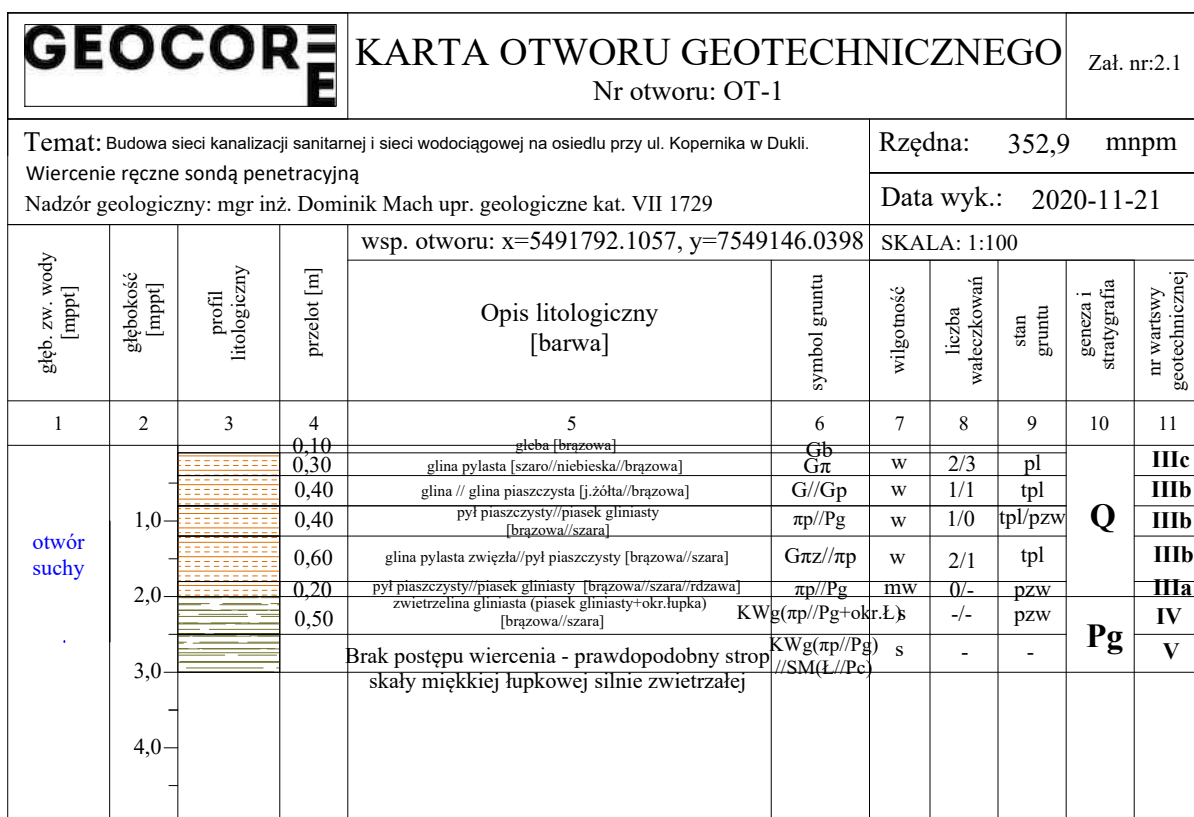 GEOCORE
KARTA OTWORU GEOTECHNICZNEGO
Nr otworu: OT-1
Zał. nr:2.1
Temat: Budowa sieci kanalizacji sanitarnej i sieci wodociągowej na osiedlu przy ul. Kopernika w Dukli.
Wiercenie ręczne sondą penetracyjną
Nadzór geologiczny: mgr inż. Dominik Mach upr. geologiczne kat. VII 1729
Rzędna: 352,9 mnpm
Data wyk.: 2020-11-21
wsp. otworu: x=5491792.1057, y=7549146.0398
SKALA: 1:100
głęb. zw. wody
[mppt]
głębokość
[mppt]
profil
litologiczny
przelot [m]
Opis litologiczny
[barwa]
symbol gruntu
wilgotność
liczba
wałeczkowań
stan
gruntu
geneza i
stratygrafia
nr wartswy
geotechnicznej
1 2 3 4 5 6 7 8 9 10 11
0,10 gleba [brązowa] Gb
0,30 glina pylasta [szaro//niebieska//brązowa] Gπ w 2/3 pl IIIc
0,40 glina // glina piaszczysta [j.żółta//brązowa] G//Gp w 1/1 tpl IIIb
1,0 0,40 pył piaszczysty//piasek gliniasty
[brązowa//szara] πp//Pg w 1/0 tpl/pzw Q IIIb
otwór
suchy
0,60 glina pylasta zwięzła//pył piaszczysty [brązowa//szara] Gπz//πp w 2/1 tpl IIIb
2,0 0,20 pył piaszczysty//piasek gliniasty [brązowa//szara//rdzawa] πp//Pg mw 0/- pzw IIIa
0,50 zwietrzelina gliniasta (piasek gliniasty+okr.łupka)
[brązowa//szara] KWg(πp//Pg+okr.Ł) s -/- pzw IV
Pg
3,0 Brak postępu wiercenia - prawdopodobny strop
skały miękkiej łupkowej silnie zwietrzałej
KWg(πp//Pg)
//SM(Ł//Pc) s - - V
4,0